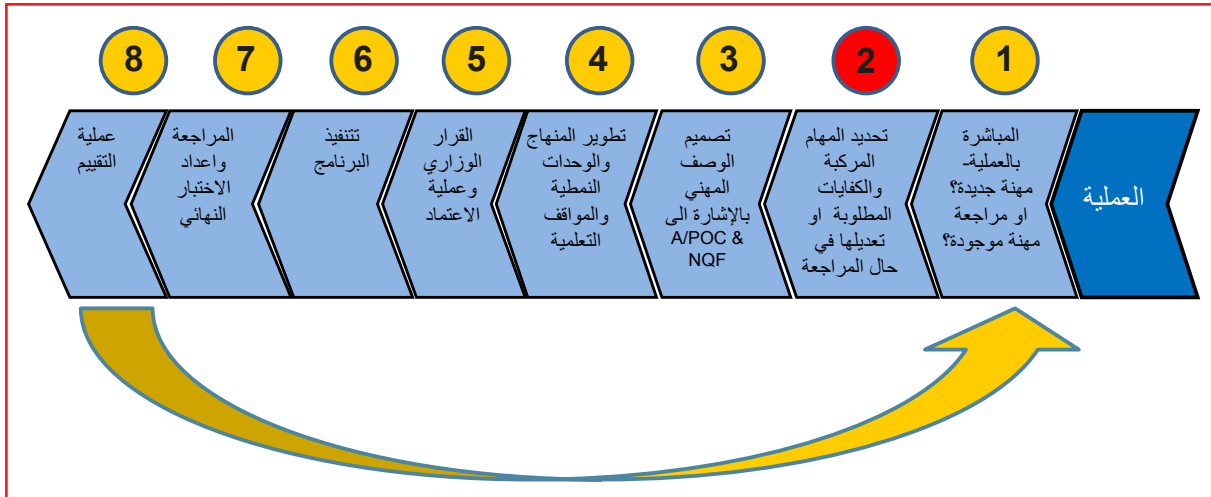 1
2
3
4
5
6
7
8
العملية
المباشرة
بالعملية-
مهنة جديدة؟
او مراجعة
مهنة موجودة؟
تحديد المهام
المركبة
والكفايات
المطلوبة او
تعديلها في
حال المراجعة
تصميم
الوصف
المهني
بالإشارة الى
A/POC &
NQF
تطوير المنهاج
والوحدات
النمطية
والمواقف
التعلمية
القرار
الوزاري
وعملية
الاعتماد
تتنفيذ
البرنامج
المراجعة
واعداد
الاختبار
النهائي
عملية
التقييم